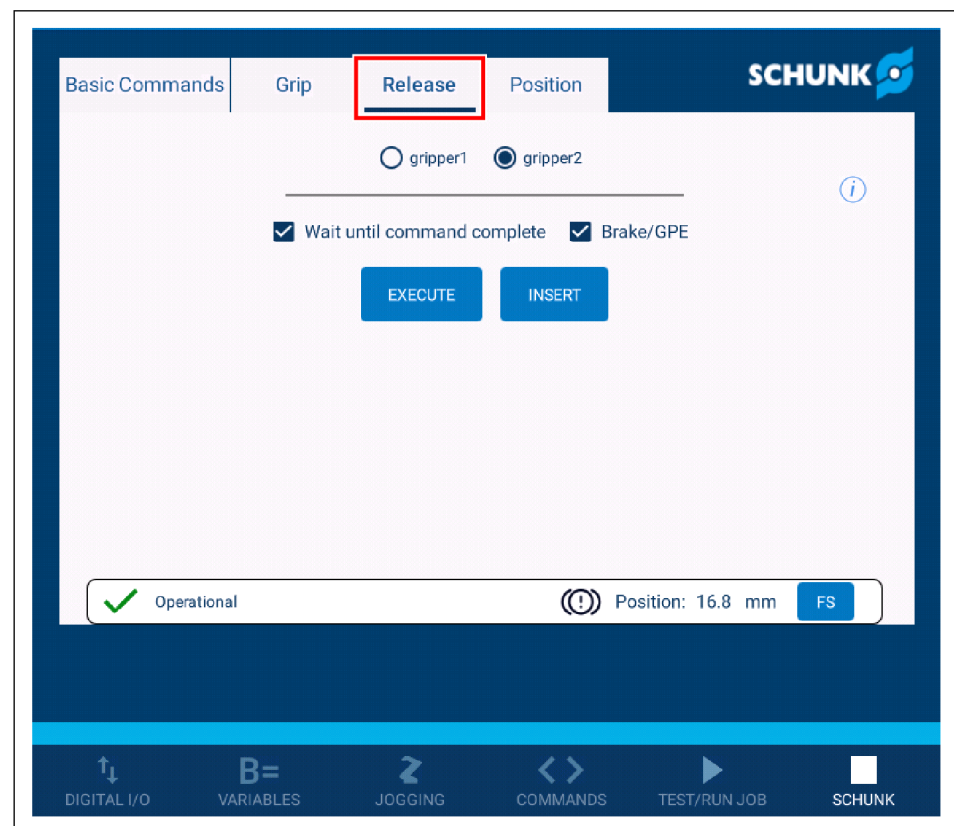 Basic Commands Grip Release Position SCHUNK
gripper1 gripper2
i
Wait until command complete Brake/GPE
EXECUTE INSERT
Operational (!) Position: 16.8 mm FS
B=
DIGITAL I/O VARIABLES JOGGING COMMANDS TEST/RUN JOB SCHUNK